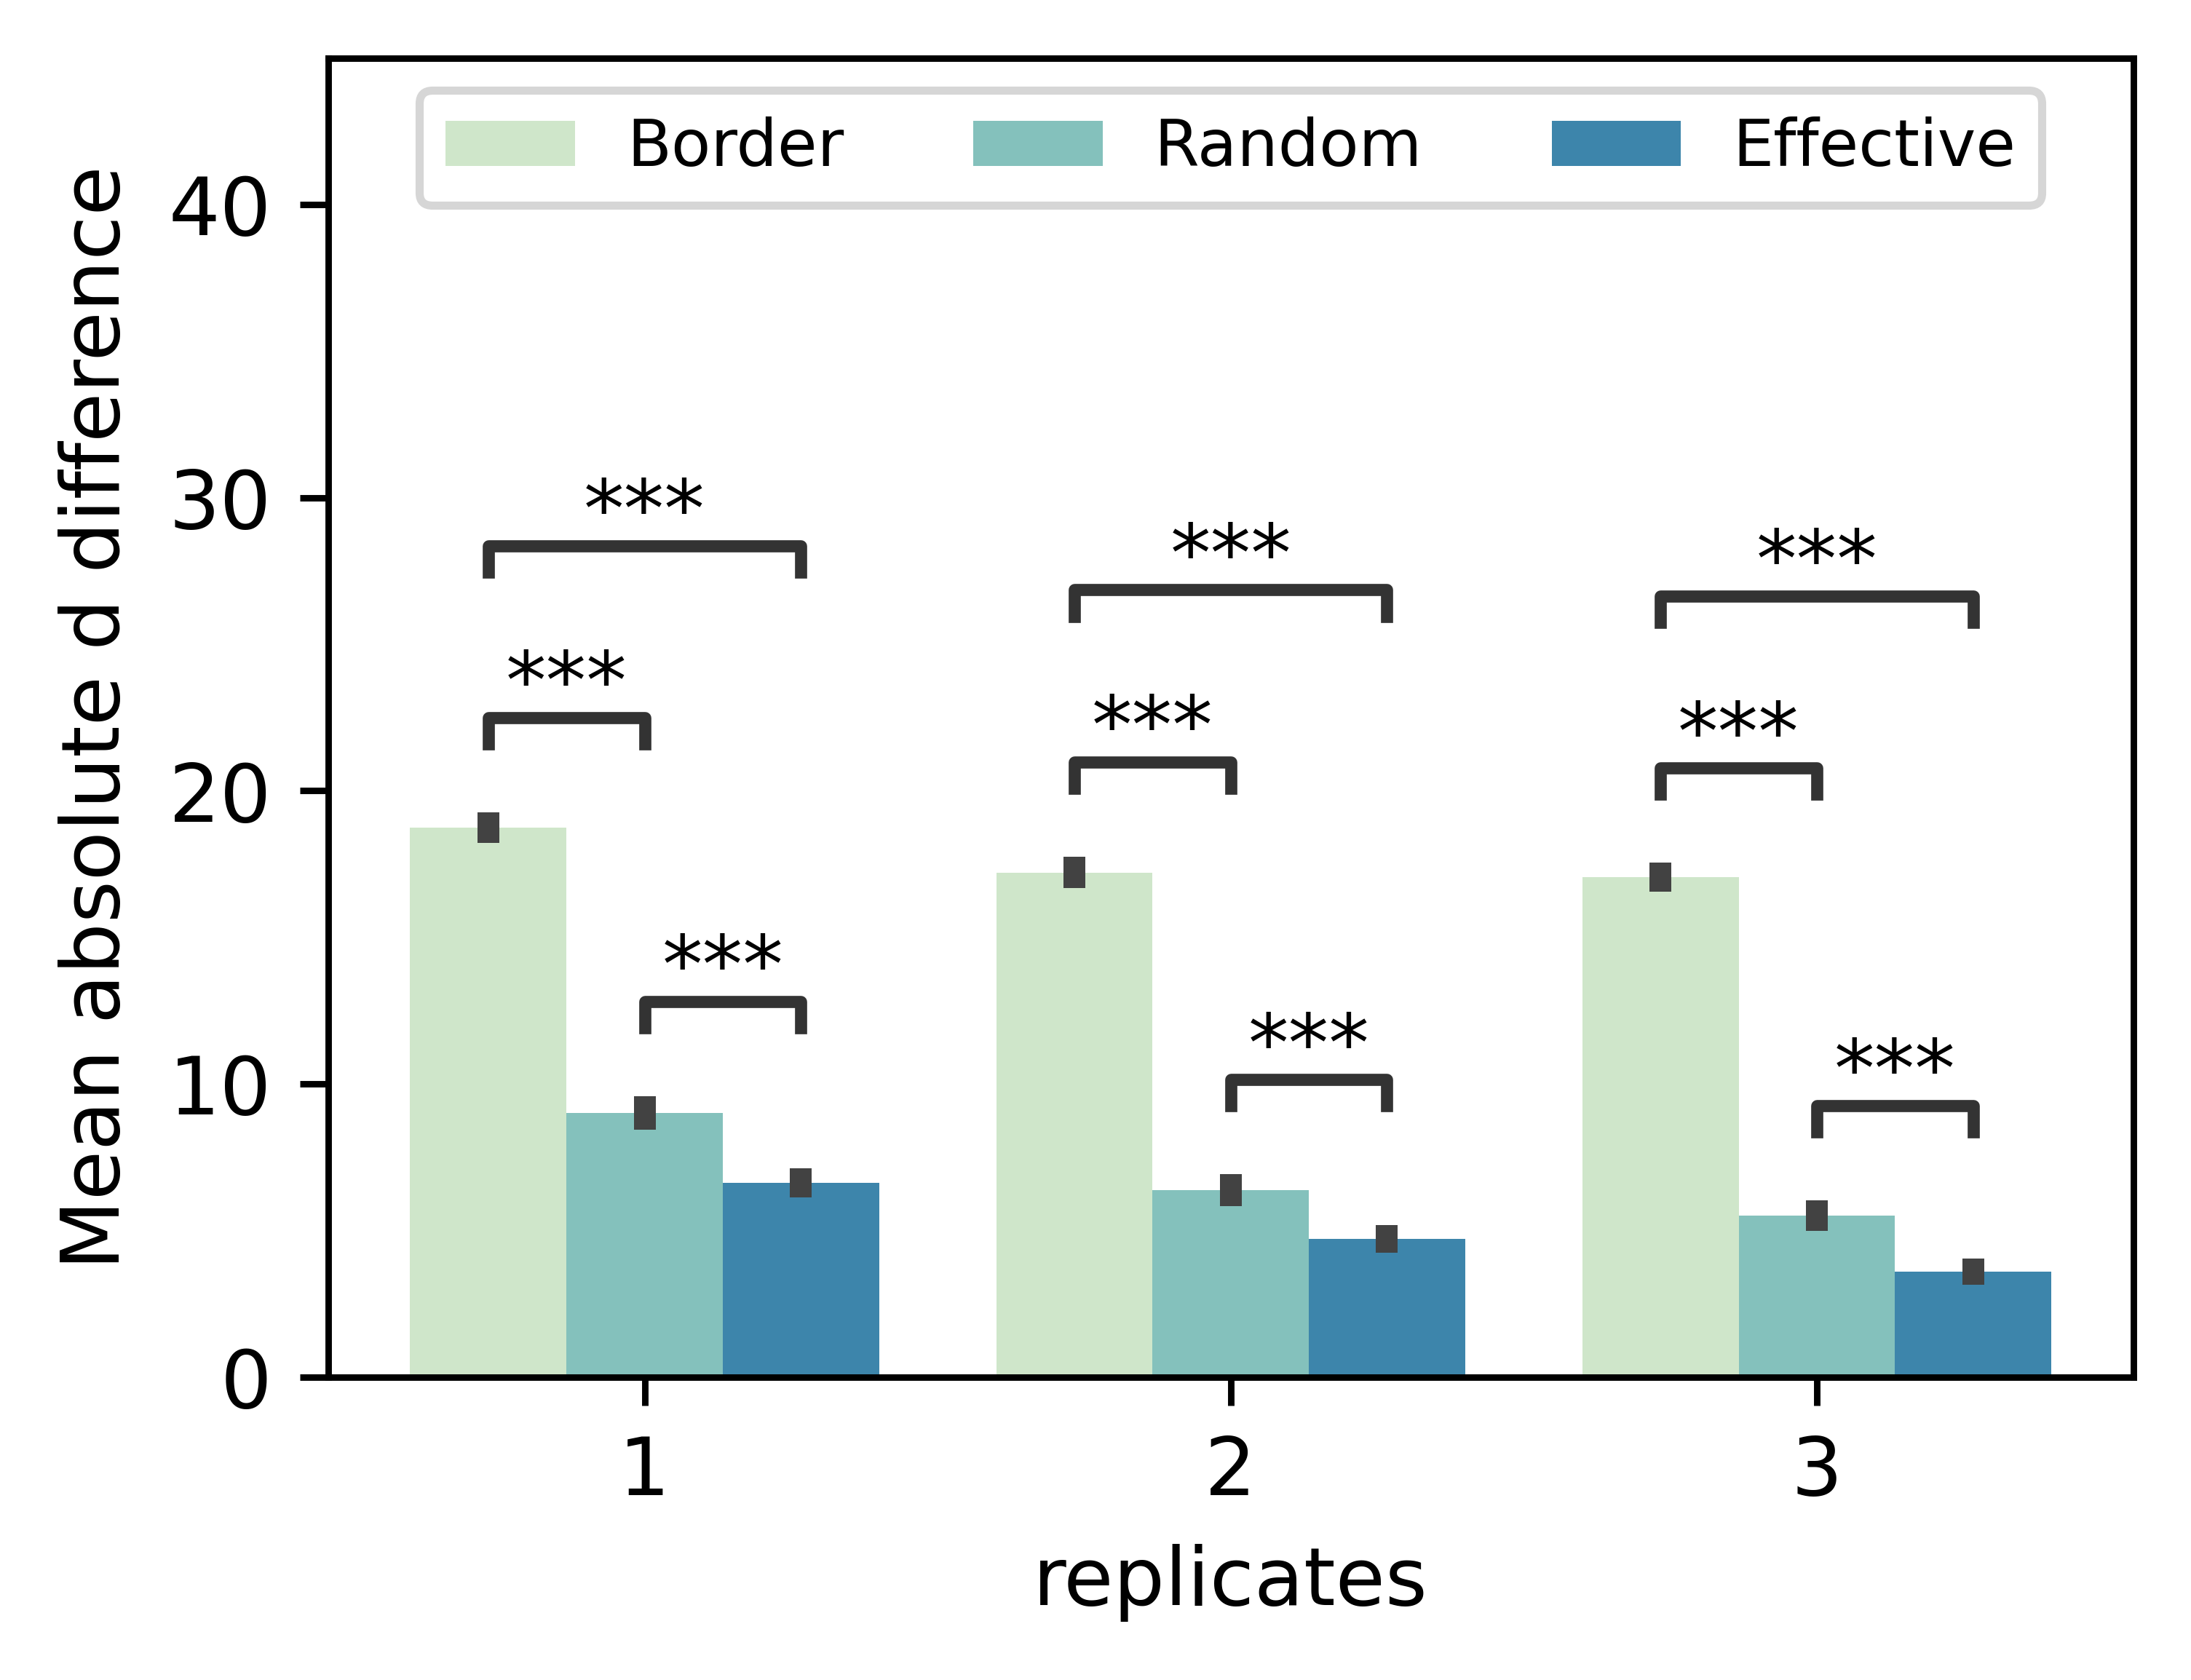 Border Random Effective
Mean absolute d difference
40
30
20
10
0
*** *** ***
*** *** ***
*** *** ***
1 2 3
replicates